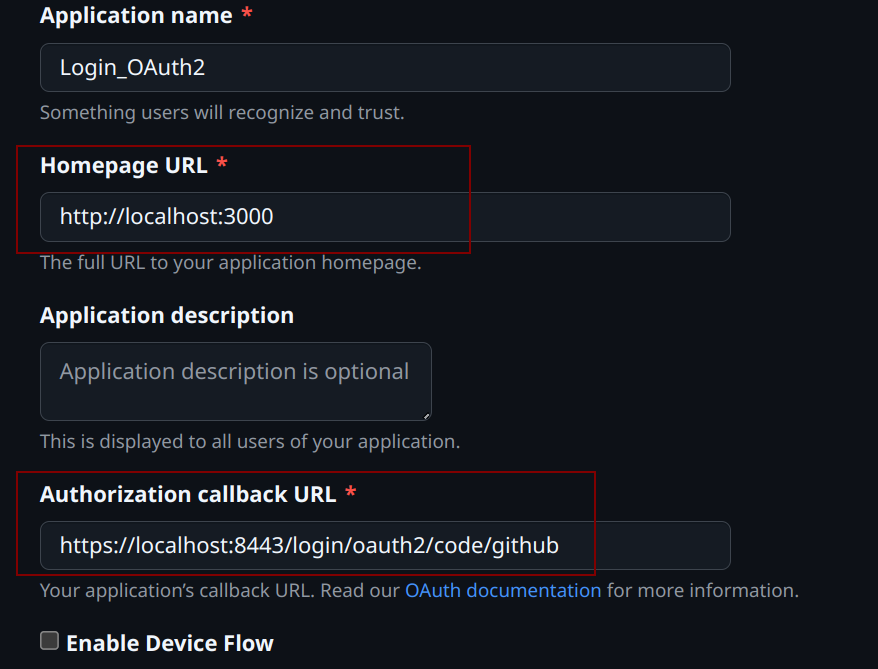 Application name *
Login_OAuth2
Something users will recognize and trust.
Homepage URL *
http://localhost:3000
The full URL to your application homepage.
Application description
Application description is optional
This is displayed to all users of your application.
Authorization callback URL *
https://localhost:8443/login/oauth2/code/github
Your application’s callback URL. Read our OAuth documentation for more information.
Enable Device Flow